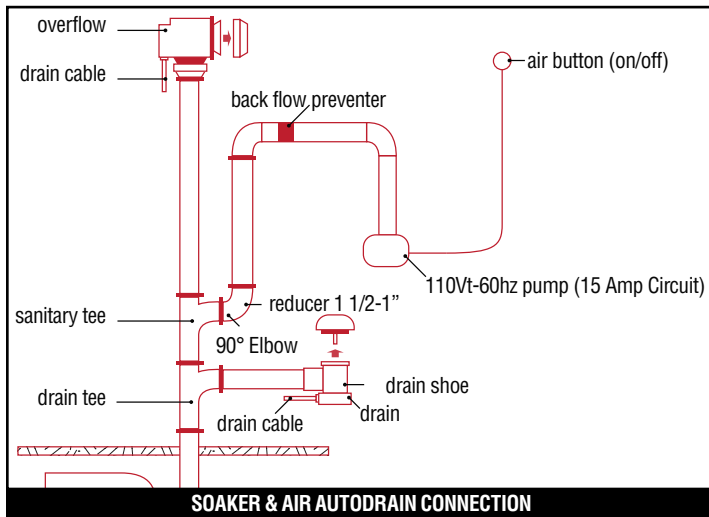 overflow
drain cable
back flow preventer
air button (on/off)
110Vt-60hz pump (15 Amp Circuit)
sanitary tee
reducer 1 1/2-1”
90° Elbow
drain tee
drain shoe
drain cable
drain
SOAKER & AIR AUTODRAIN CONNECTION